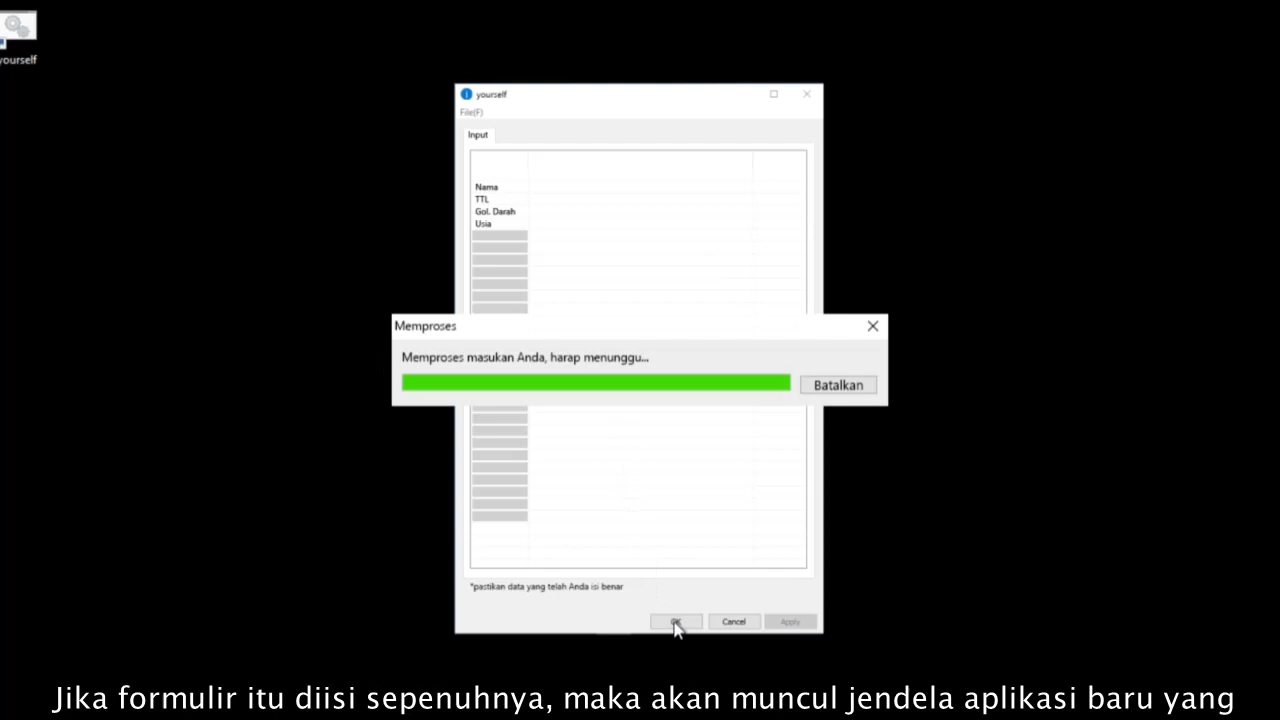 yourself
yourself
File(F)
Input
Nama
TTL
Gol. Darah
Usia
Memproses
Memproses masukan Anda, harap menunggu...
Batalkan
*pastikan data yang telah Anda isi benar
OK
Cancel
Apply
Jika formulir itu diisi sepenuhnya, maka akan muncul jendela aplikasi baru yang